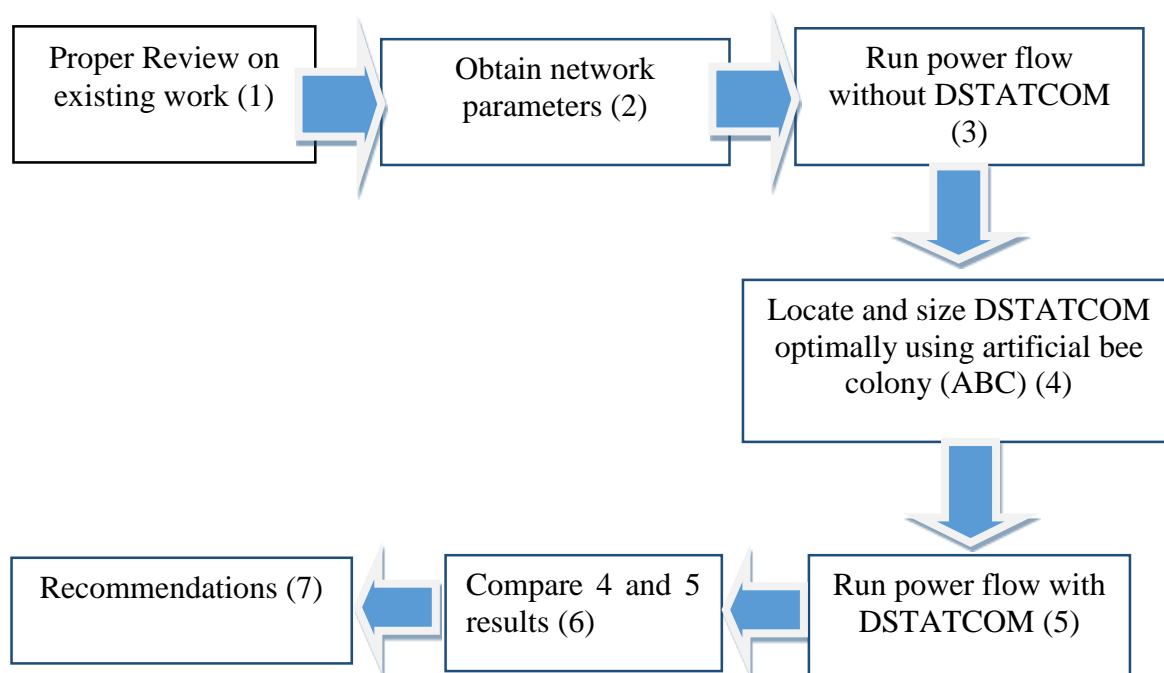 Proper Review on
existing work (1)
Obtain network
parameters (2)
Run power flow
without DSTATCOM
(3)
Locate and size DSTATCOM
optimally using artificial bee
colony (ABC) (4)
Run power flow with
DSTATCOM (5)
Compare 4 and 5
results (6)
Recommendations (7)